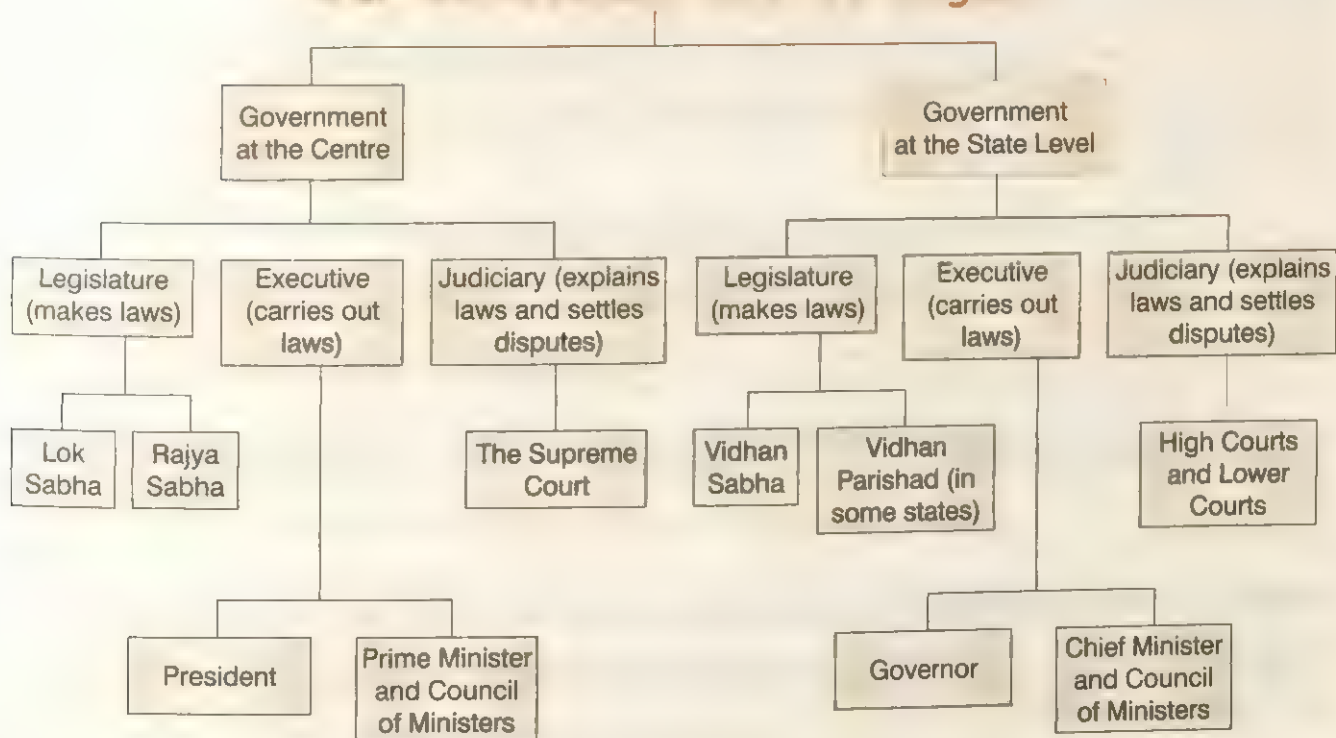 Government
at the Centre
Government
at the State Level
Legislature
(makes laws)
Executive
(carries out
laws)
Judiciary (explains
laws and settles
disputes)
Legislature
(makes laws)
Executive
(carries out
laws)
Judiciary (explains
laws and settles
disputes)
Lok
Sabha
Rajya
Sabha
The Supreme
Court
Vidhan
Sabha
Vidhan
Parishad (in
some states)
High Courts
and Lower
Courts
President
Prime Minister
and Council
of Ministers
Governor
Chief Minister
and Council
of Ministers